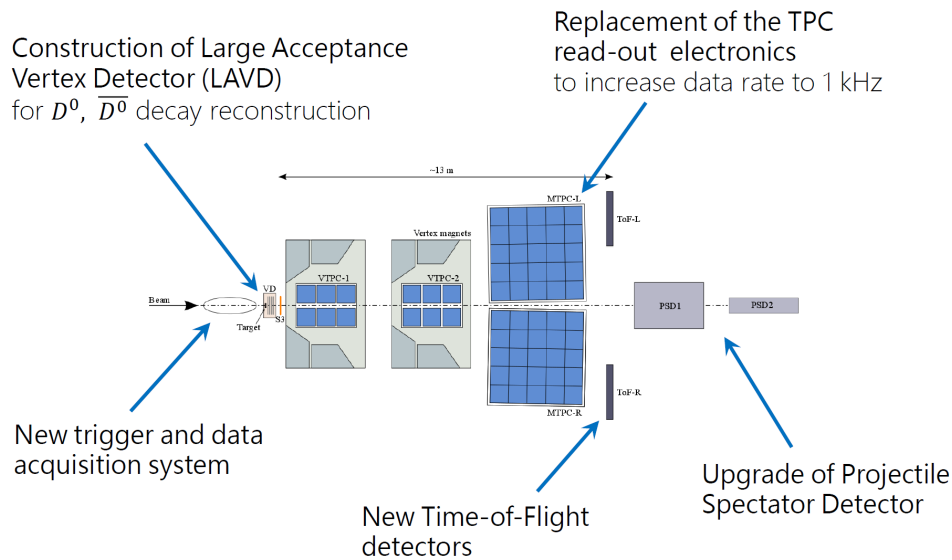 Construction of Large Acceptance
Vertex Detector (LAVD)
for D⁰, D̅⁰ decay reconstruction
Replacement of the TPC
read-out electronics
to increase data rate to 1 kHz
~13 m
MTPC-L
ToF-L
Vertex magnets
VTPC-1
VTPC-2
VD
Beam
Target
S3
PSD1
PSD2
MTPC-R
ToF-R
New trigger and data
acquisition system
New Time-of-Flight
detectors
Upgrade of Projectile
Spectator Detector